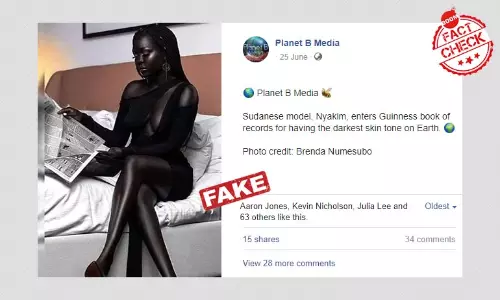 100%
FACT
CHECK
Planet B Media
25 June
Planet B Media
Sudanese model, Nyakim, enters Guinness book of
records for having the darkest skin tone on Earth.
Photo credit: Brenda Numesubo
FAKE
Aaron Jones, Kevin Nicholson, Julia Lee and
63 others like this.
Oldest
15 shares
34 comments
View 28 more comments